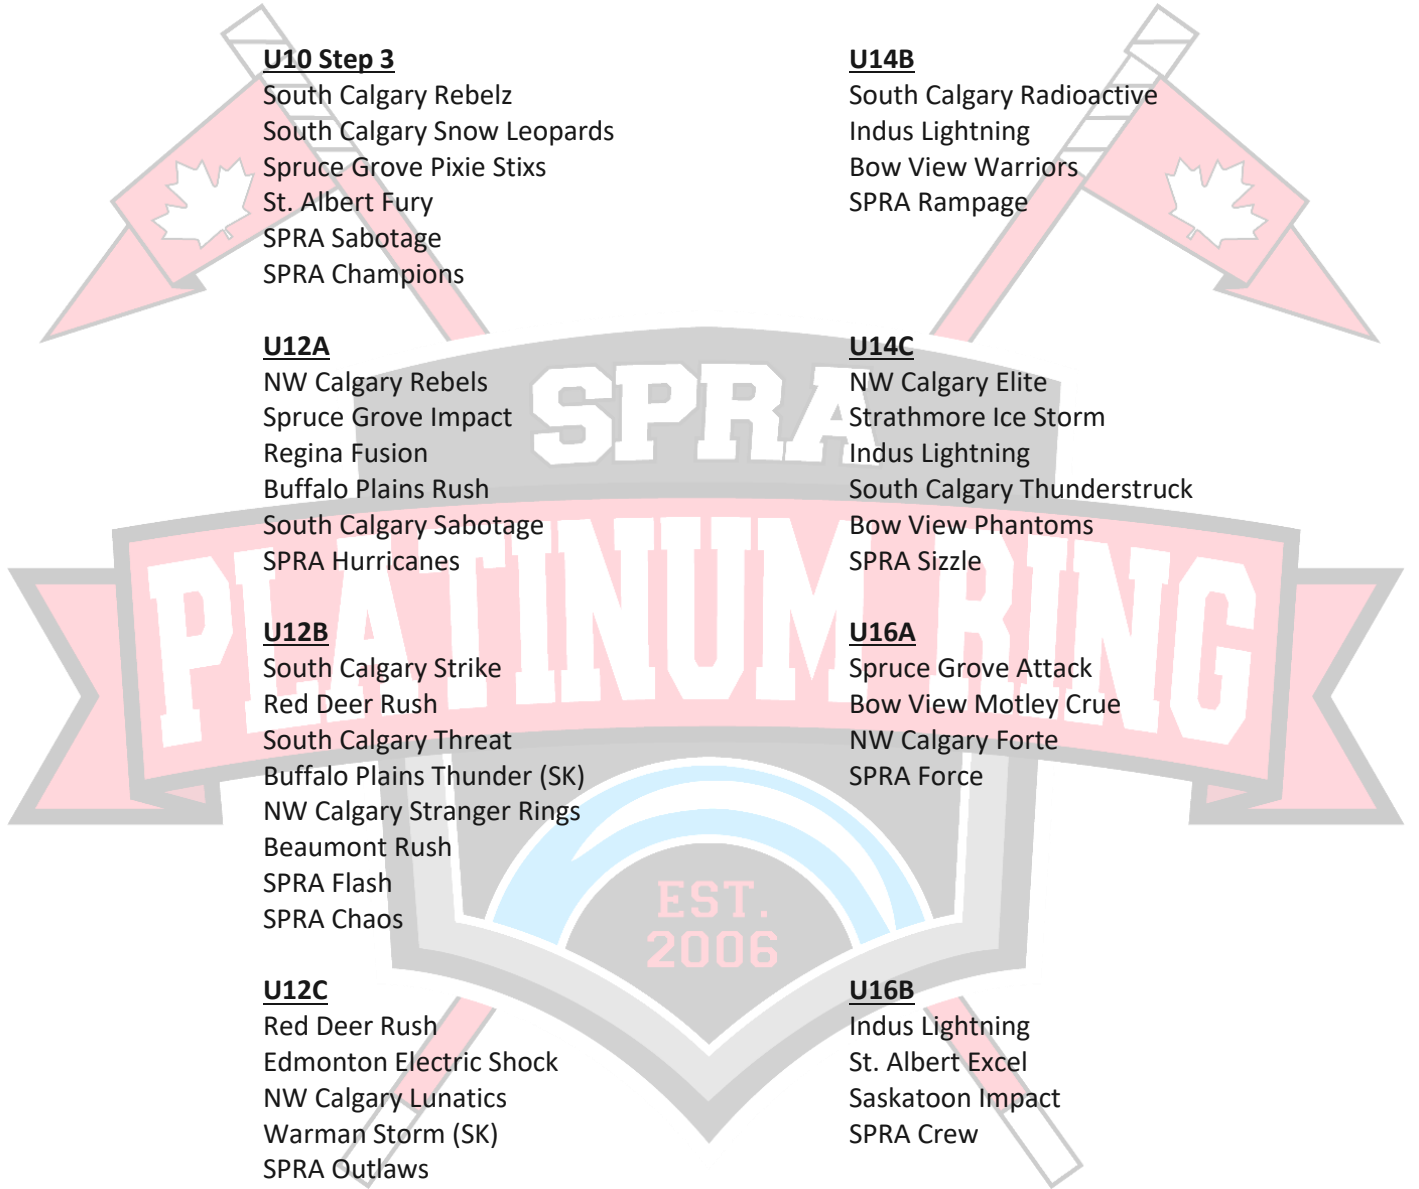 U10 Step 3
South Calgary Rebelz
South Calgary Snow Leopards
Spruce Grove Pixie Stixs
St. Albert Fury
SPRA Sabotage
SPRA Champions
U12A
NW Calgary Rebels
Spruce Grove Impact
Regina Fusion
Buffalo Plains Rush
South Calgary Sabotage
SPRA Hurricanes
U12B
South Calgary Strike
Red Deer Rush
South Calgary Threat
Buffalo Plains Thunder (SK)
NW Calgary Stranger Rings
Beaumont Rush
SPRA Flash
SPRA Chaos
U12C
Red Deer Rush
Edmonton Electric Shock
NW Calgary Lunatics
Warman Storm (SK)
SPRA Outlaws
U14B
South Calgary Radioactive
Indus Lightning
Bow View Warriors
SPRA Rampage
U14C
NW Calgary Elite
Strathmore Ice Storm
Indus Lightning
South Calgary Thunderstruck
Bow View Phantoms
SPRA Sizzle
U16A
Spruce Grove Attack
Bow View Motley Crue
NW Calgary Forte
SPRA Force
U16B
Indus Lightning
St. Albert Excel
Saskatoon Impact
SPRA Crew
SPRA
PLATINUM RING
EST.
2006